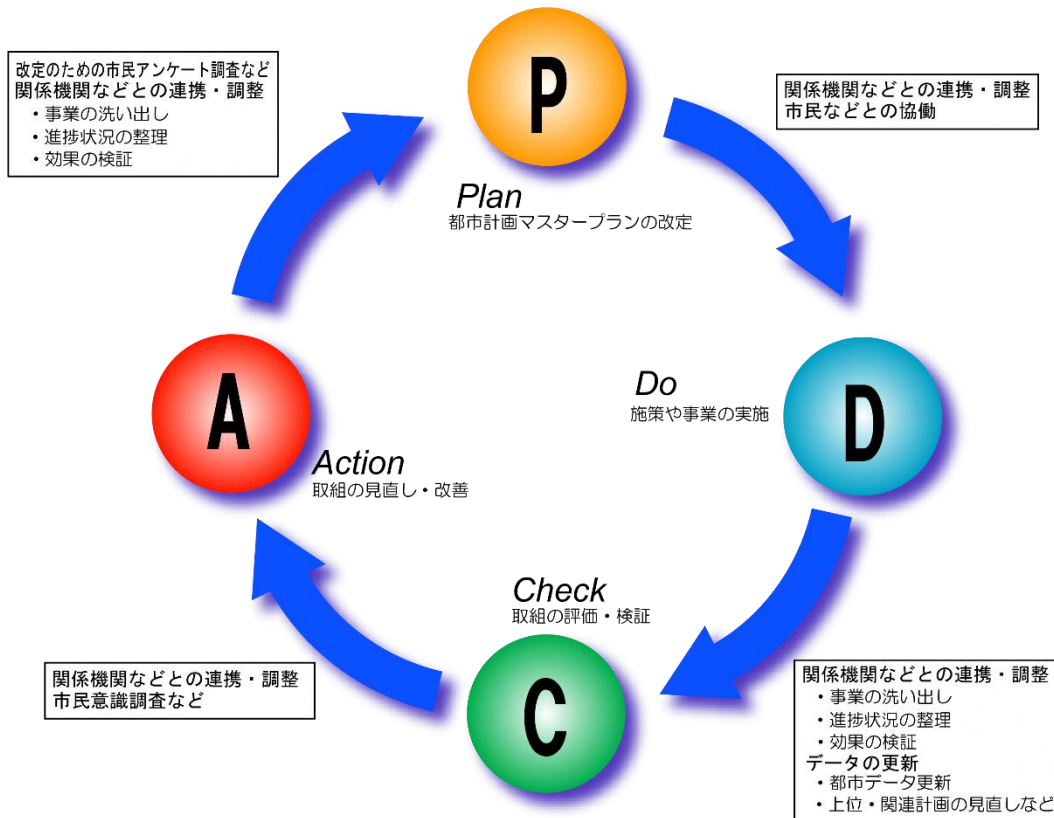 改定のための市民アンケート調査など
関係機関などとの連携・調整
・事業の洗い出し
・進捗状況の整理
・効果の検証
P
Plan
都市計画マスタープランの改定
関係機関などとの連携・調整
市民などとの協働
D
Do
施策や事業の実施
関係機関などとの連携・調整
・事業の洗い出し
・進捗状況の整理
・効果の検証
データの更新
・都市データ更新
・上位・関連計画の見直しなど
Check
取組の評価・検証
C
関係機関などとの連携・調整
市民意識調査など
A
Action
取組の見直し・改善